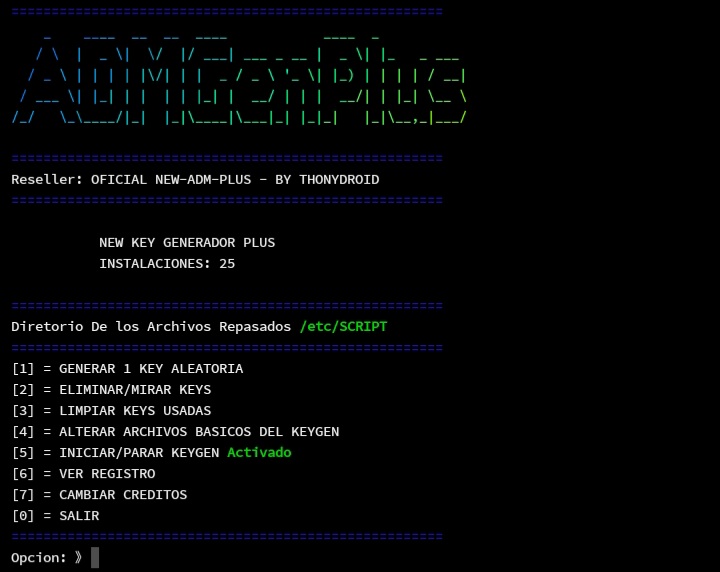 =====================================================
ADMGenPlus
=====================================================
Reseller: OFICIAL NEW-ADM-PLUS - BY THONYDROID
=====================================================
NEW KEY GENERADOR PLUS
INSTALACIONES: 25
=====================================================
Diretorio De los Archivos Repasados /etc/SCRIPT
=====================================================
[1] = GENERAR 1 KEY ALEATORIA
[2] = ELIMINAR/MIRAR KEYS
[3] = LIMPIAR KEYS USADAS
[4] = ALTERAR ARCHIVOS BASICOS DEL KEYGEN
[5] = INICIAR/PARAR KEYGEN Activado
[6] = VER REGISTRO
[7] = CAMBIAR CREDITOS
[0] = SALIR
=====================================================
Opcion: 》